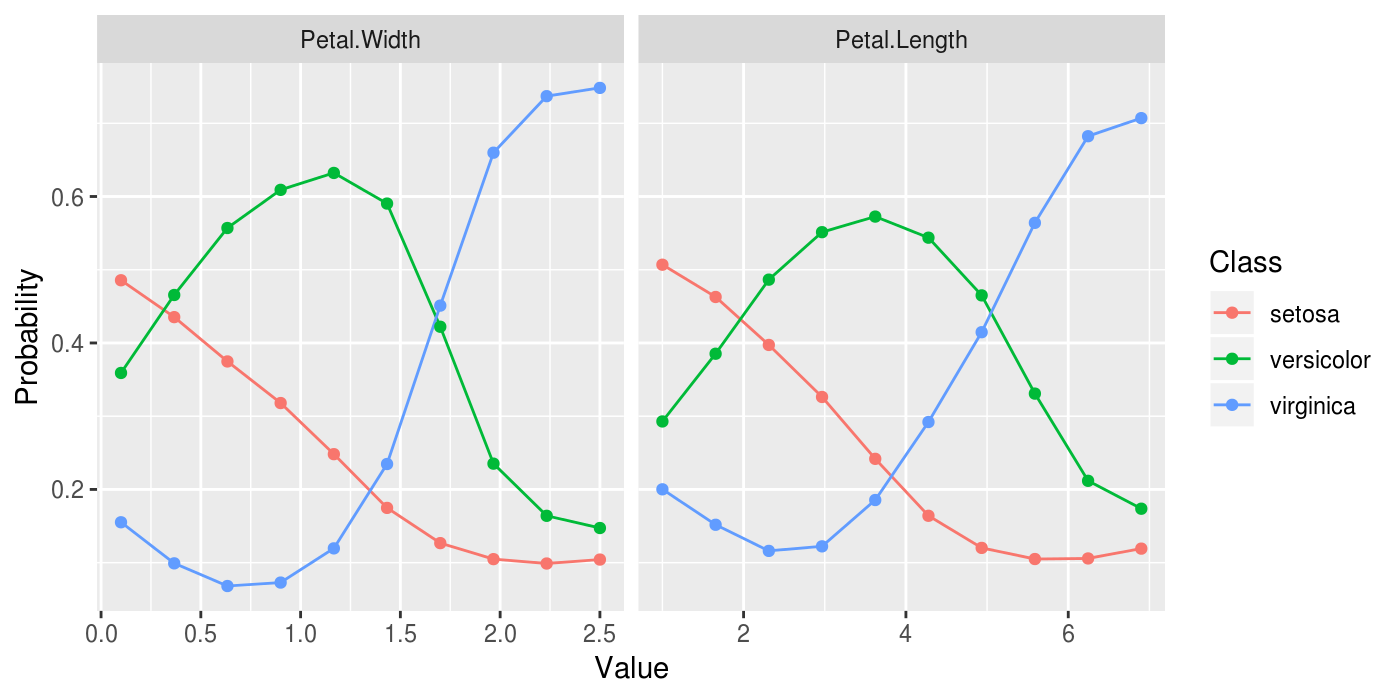 Petal.Width
Petal.Length
Probability
0.6
0.4
0.2
0.0 0.5 1.0 1.5 2.0 2.5
2 4 6
Value
Class
setosa
versicolor
virginica